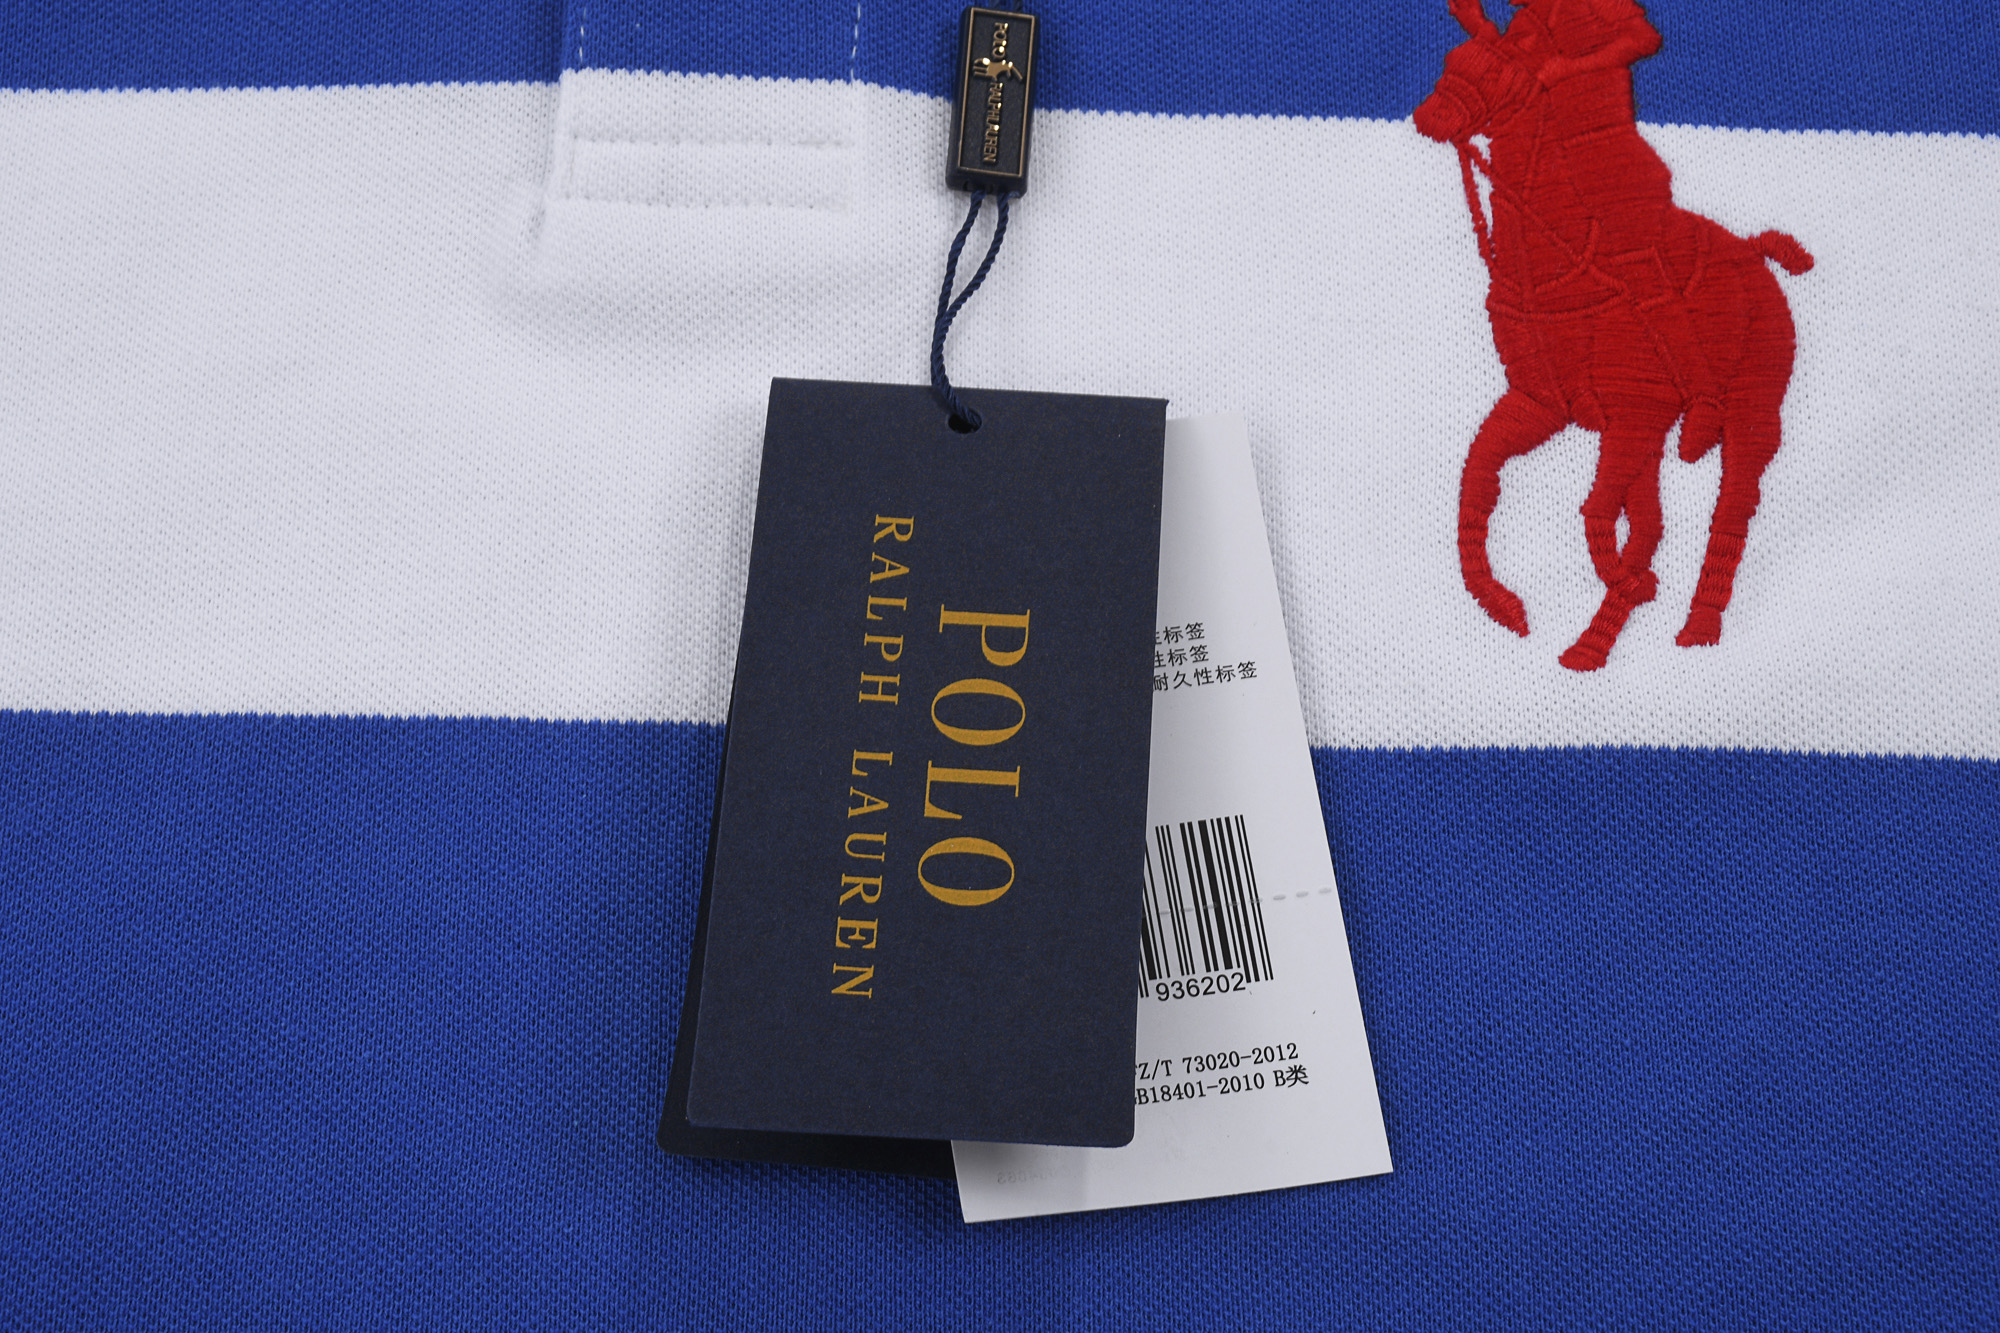 POLO RALPH LAUREN
POLO
RALPH LAUREN
性标签
性标签
耐久性标签
936202
Z/T 73020-2012
B18401-2010 B类